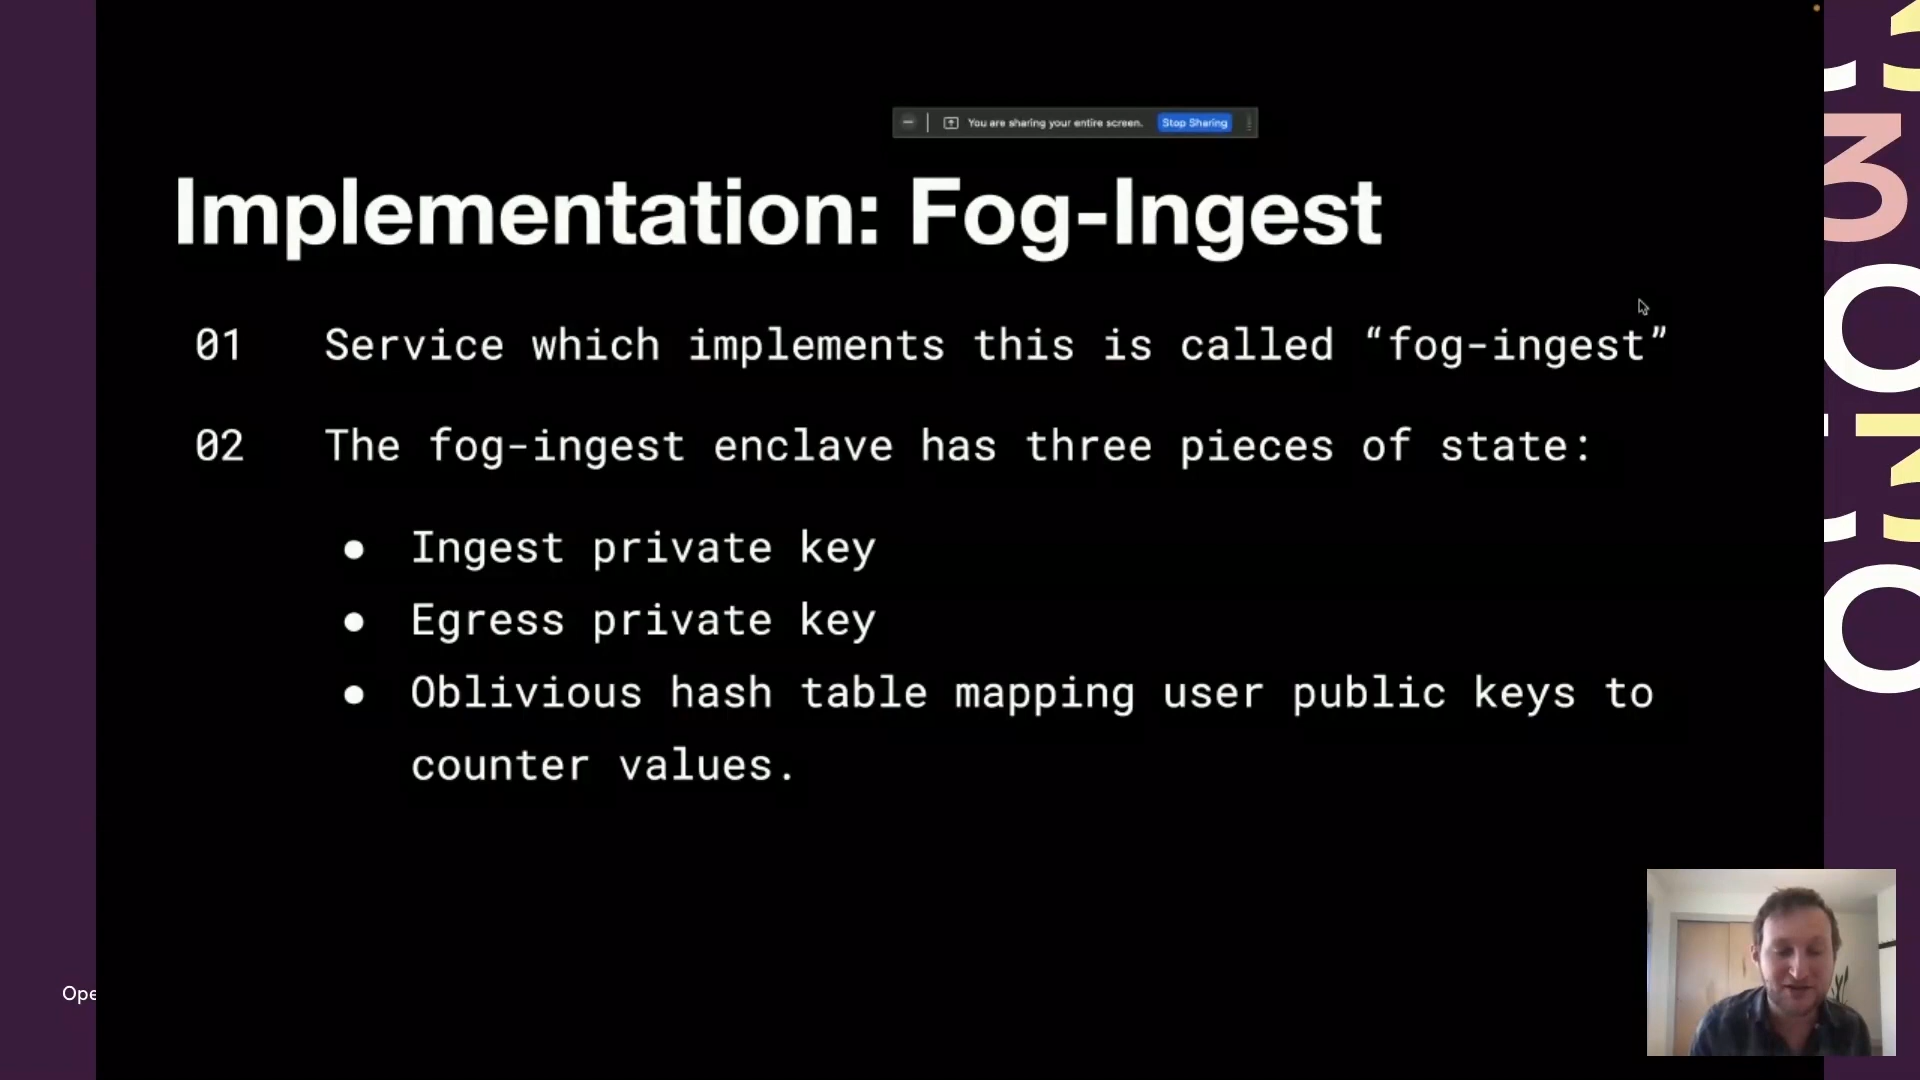 You are sharing your entire screen. Stop Sharing
Implementation: Fog-Ingest
01 Service which implements this is called “fog-ingest”
02 The fog-ingest enclave has three pieces of state:
● Ingest private key
● Egress private key
● Oblivious hash table mapping user public keys to
counter values.
Ope